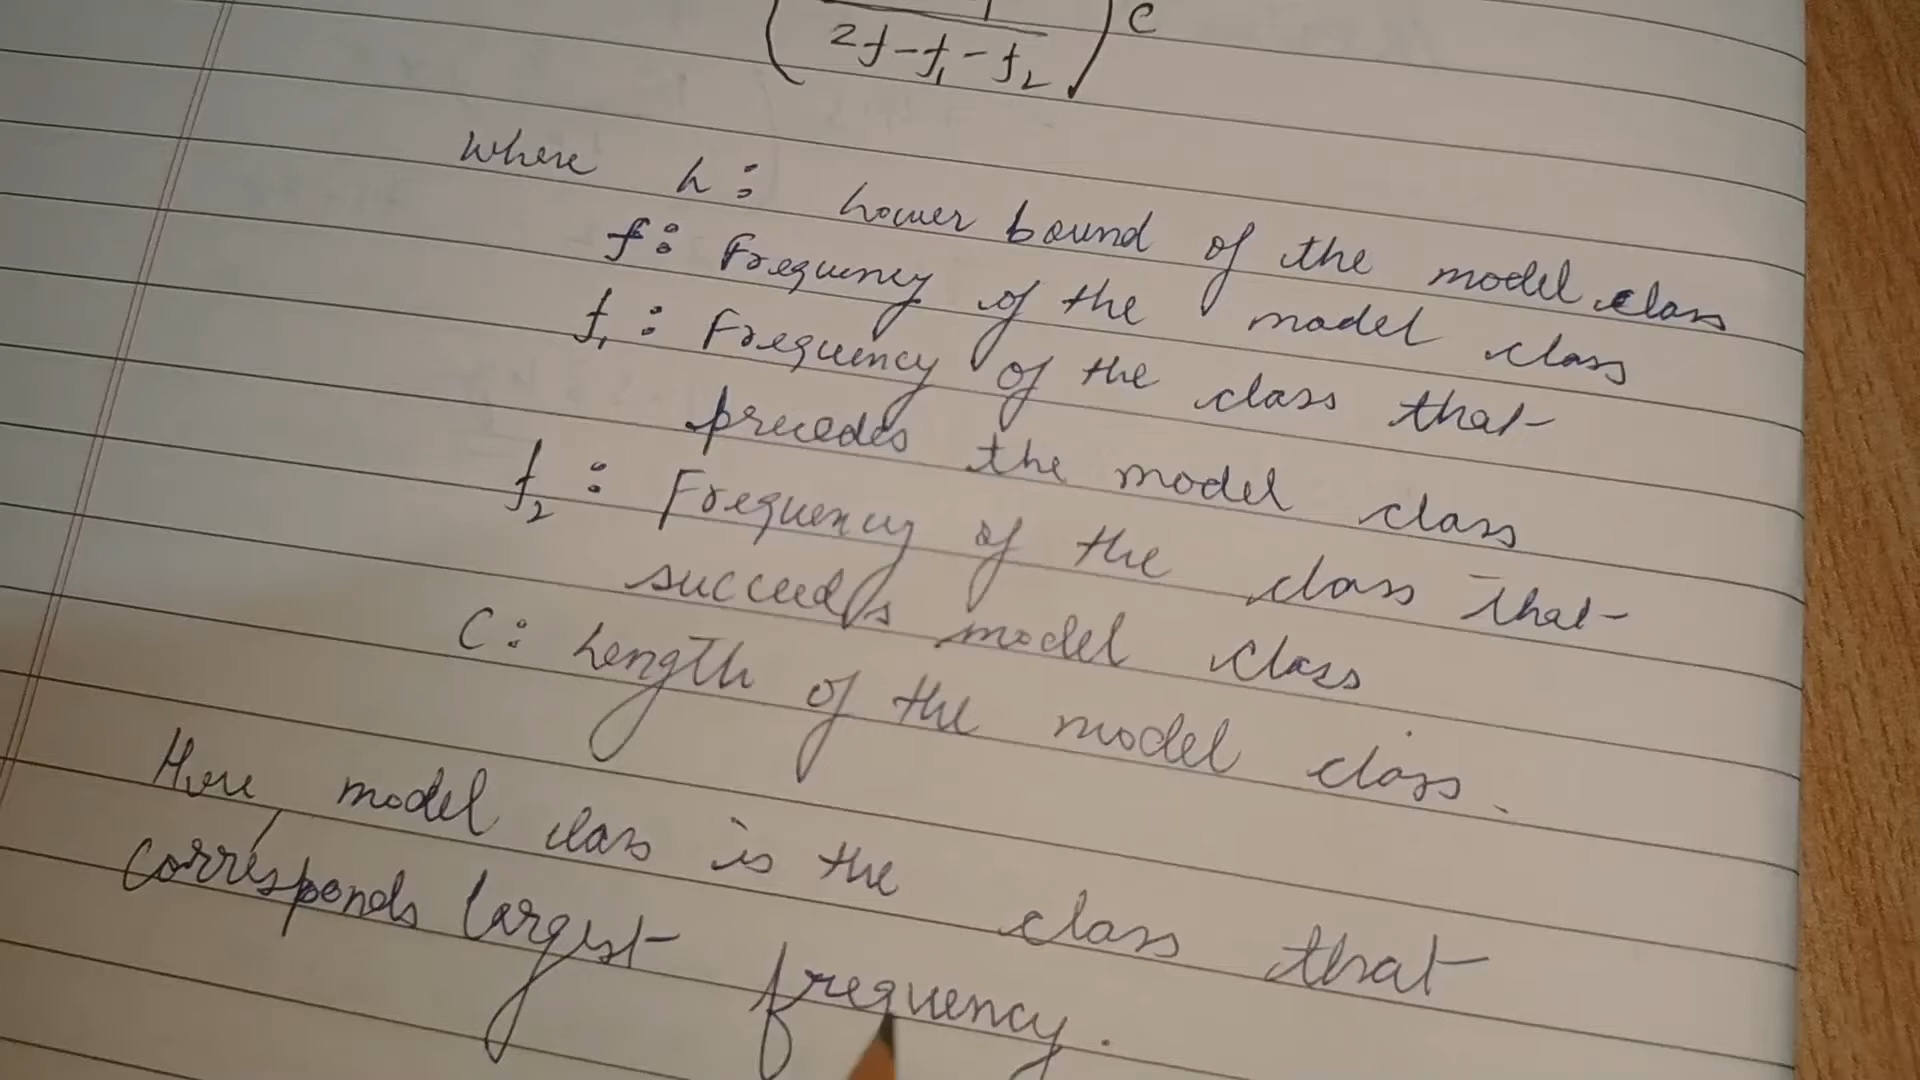 2f-f₁-f₂ C
Where L: Lower bound of the model class
f: Frequency of the model class
f₁: Frequency of the class that
precedes the model class
f₂: Frequency of the class that
succeeds model class
C: Length of the model class.
Here model class is the class that
corresponds largest frequency.